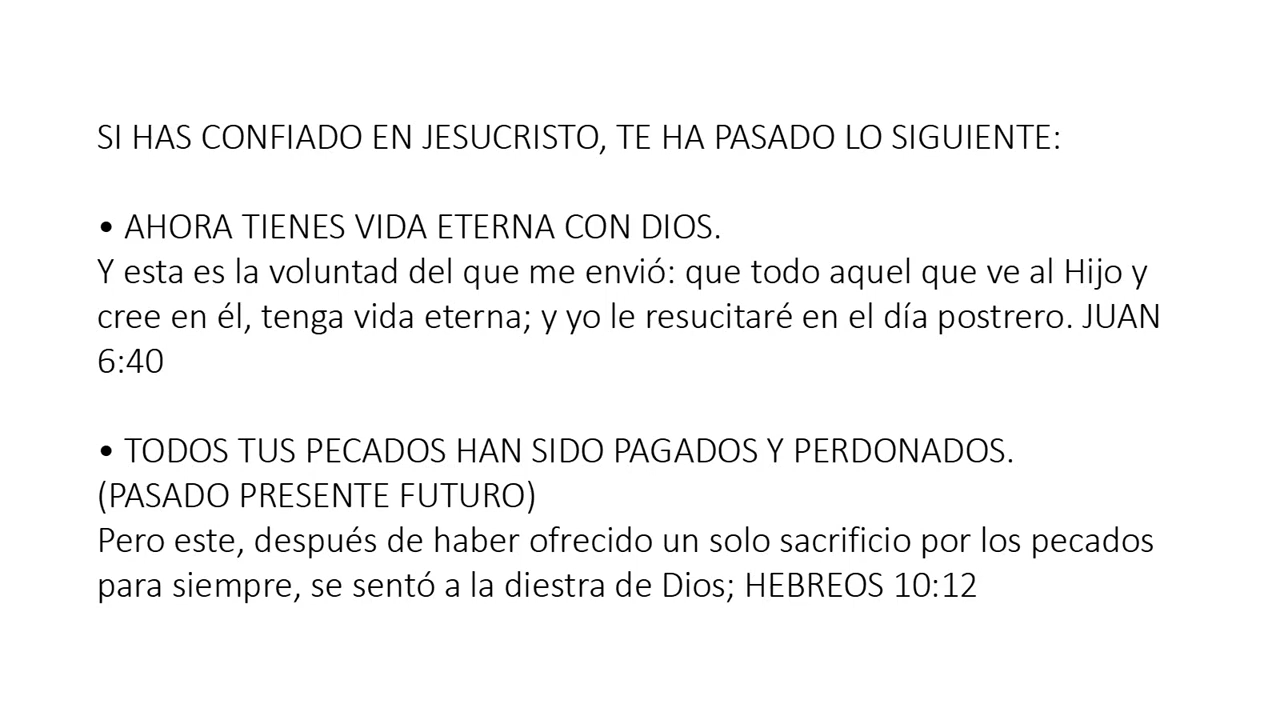 SI HAS CONFIADO EN JESUCRISTO, TE HA PASADO LO SIGUIENTE:
• AHORA TIENES VIDA ETERNA CON DIOS.
Y esta es la voluntad del que me envió: que todo aquel que ve al Hijo y
cree en él, tenga vida eterna; y yo le resucitaré en el día postrero. JUAN
6:40
• TODOS TUS PECADOS HAN SIDO PAGADOS Y PERDONADOS.
(PASADO PRESENTE FUTURO)
Pero este, después de haber ofrecido un solo sacrificio por los pecados
para siempre, se sentó a la diestra de Dios; HEBREOS 10:12